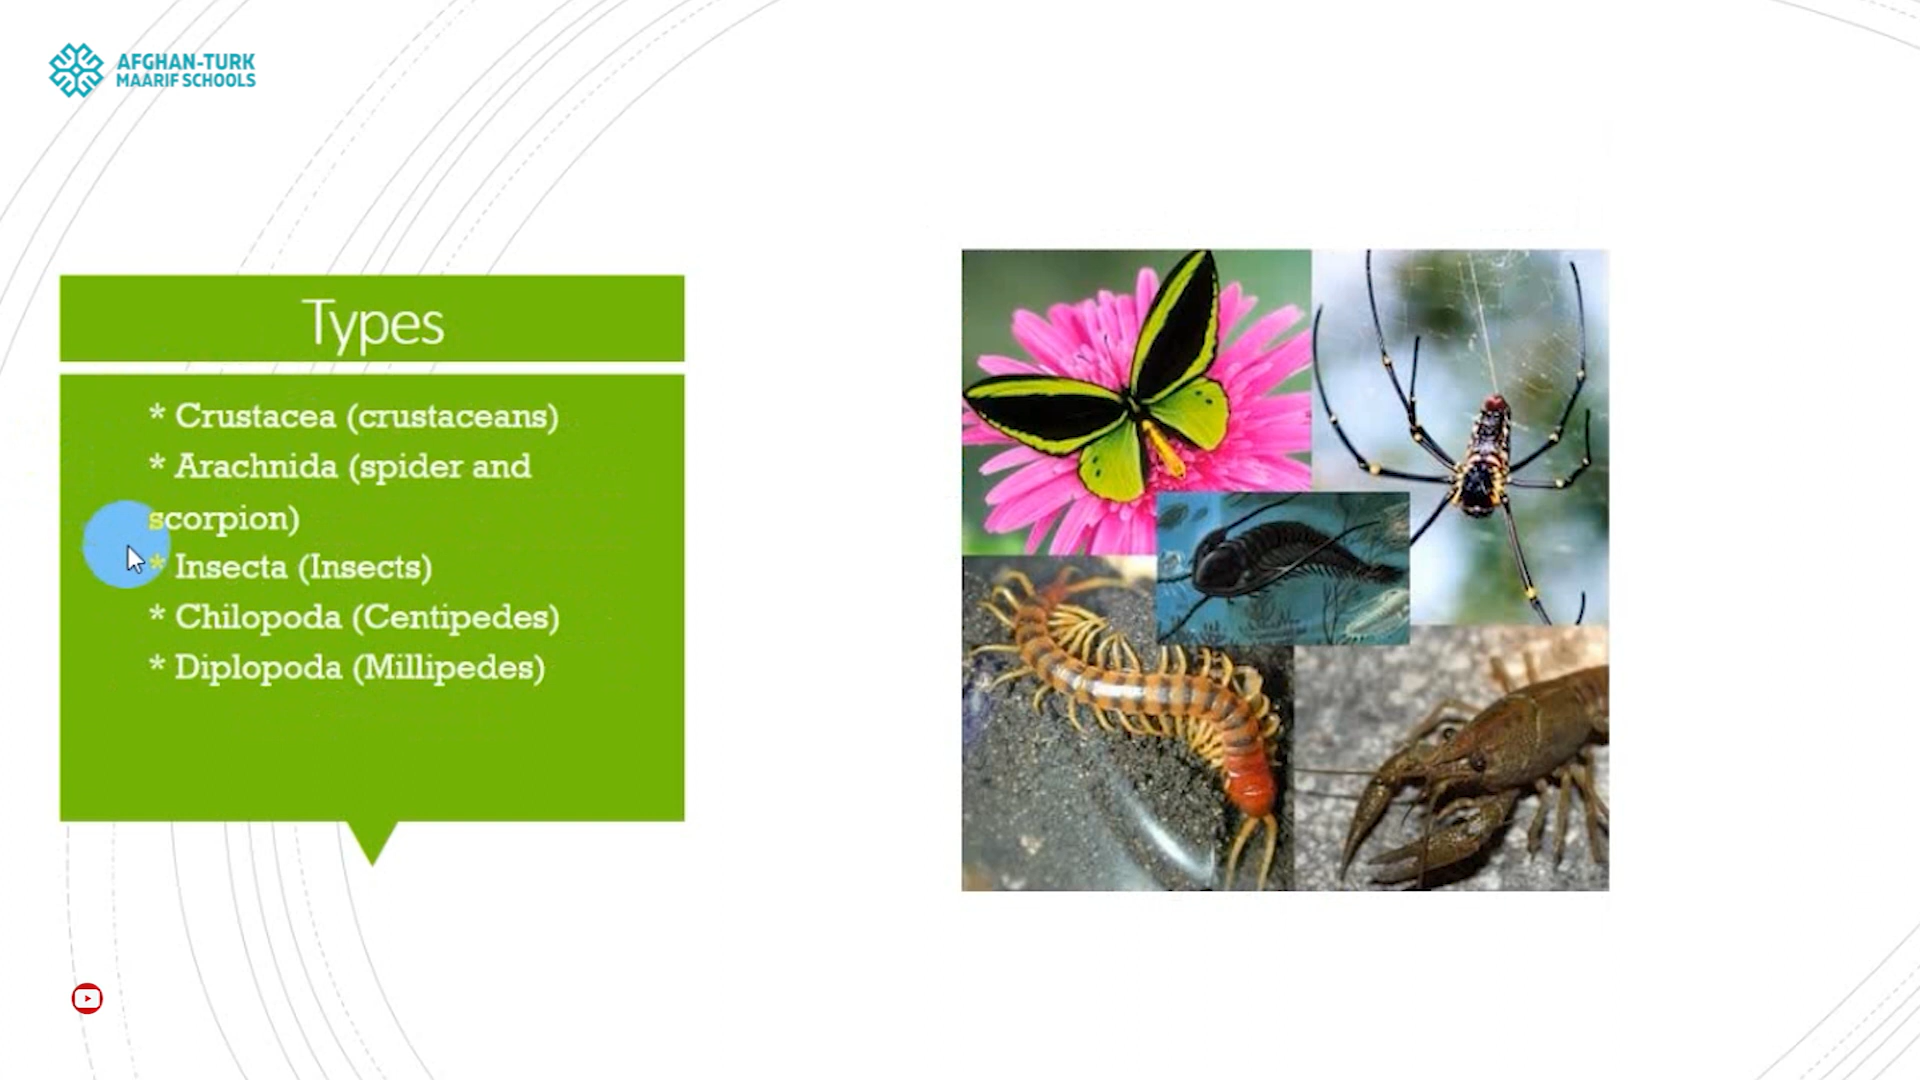 AFGHAN-TURK
MAARIF SCHOOLS
Types
* Crustacea (crustaceans)
* Arachnida (spider and
scorpion)
* Insecta (Insects)
* Chilopoda (Centipedes)
* Diplopoda (Millipedes)